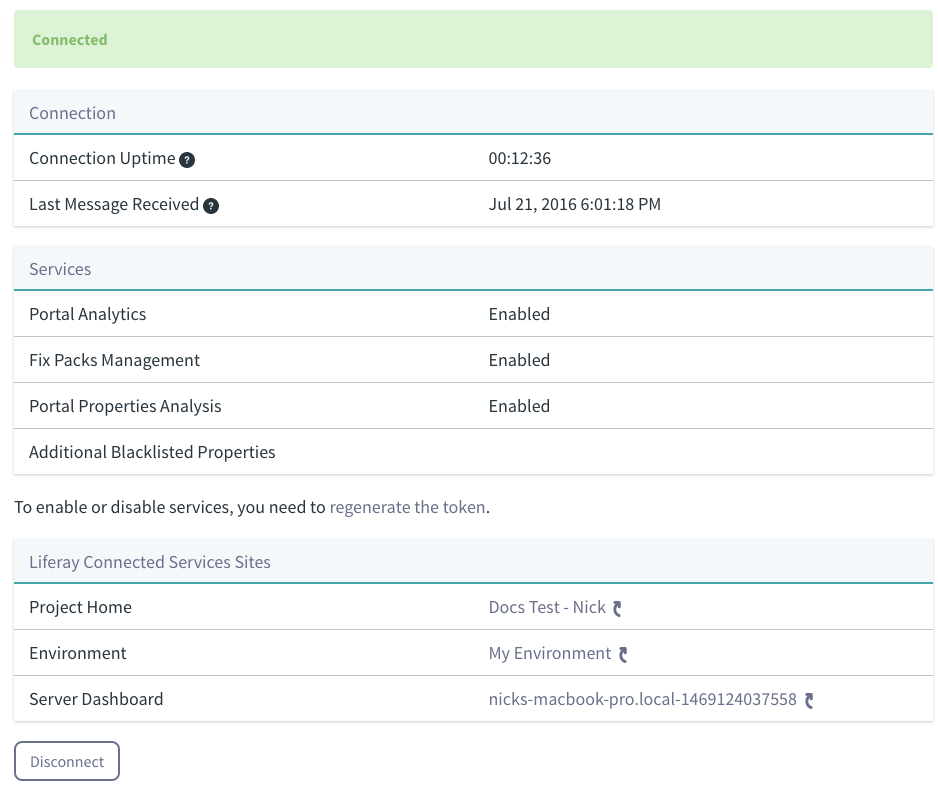 Connected
Connection
Connection Uptime ? 00:12:36
Last Message Received ? Jul 21, 2016 6:01:18 PM
Services
Portal Analytics Enabled
Fix Packs Management Enabled
Portal Properties Analysis Enabled
Additional Blacklisted Properties
To enable or disable services, you need to regenerate the token.
Liferay Connected Services Sites
Project Home Docs Test - Nick
Environment My Environment
Server Dashboard nicks-macbook-pro.local-1469124037558
Disconnect